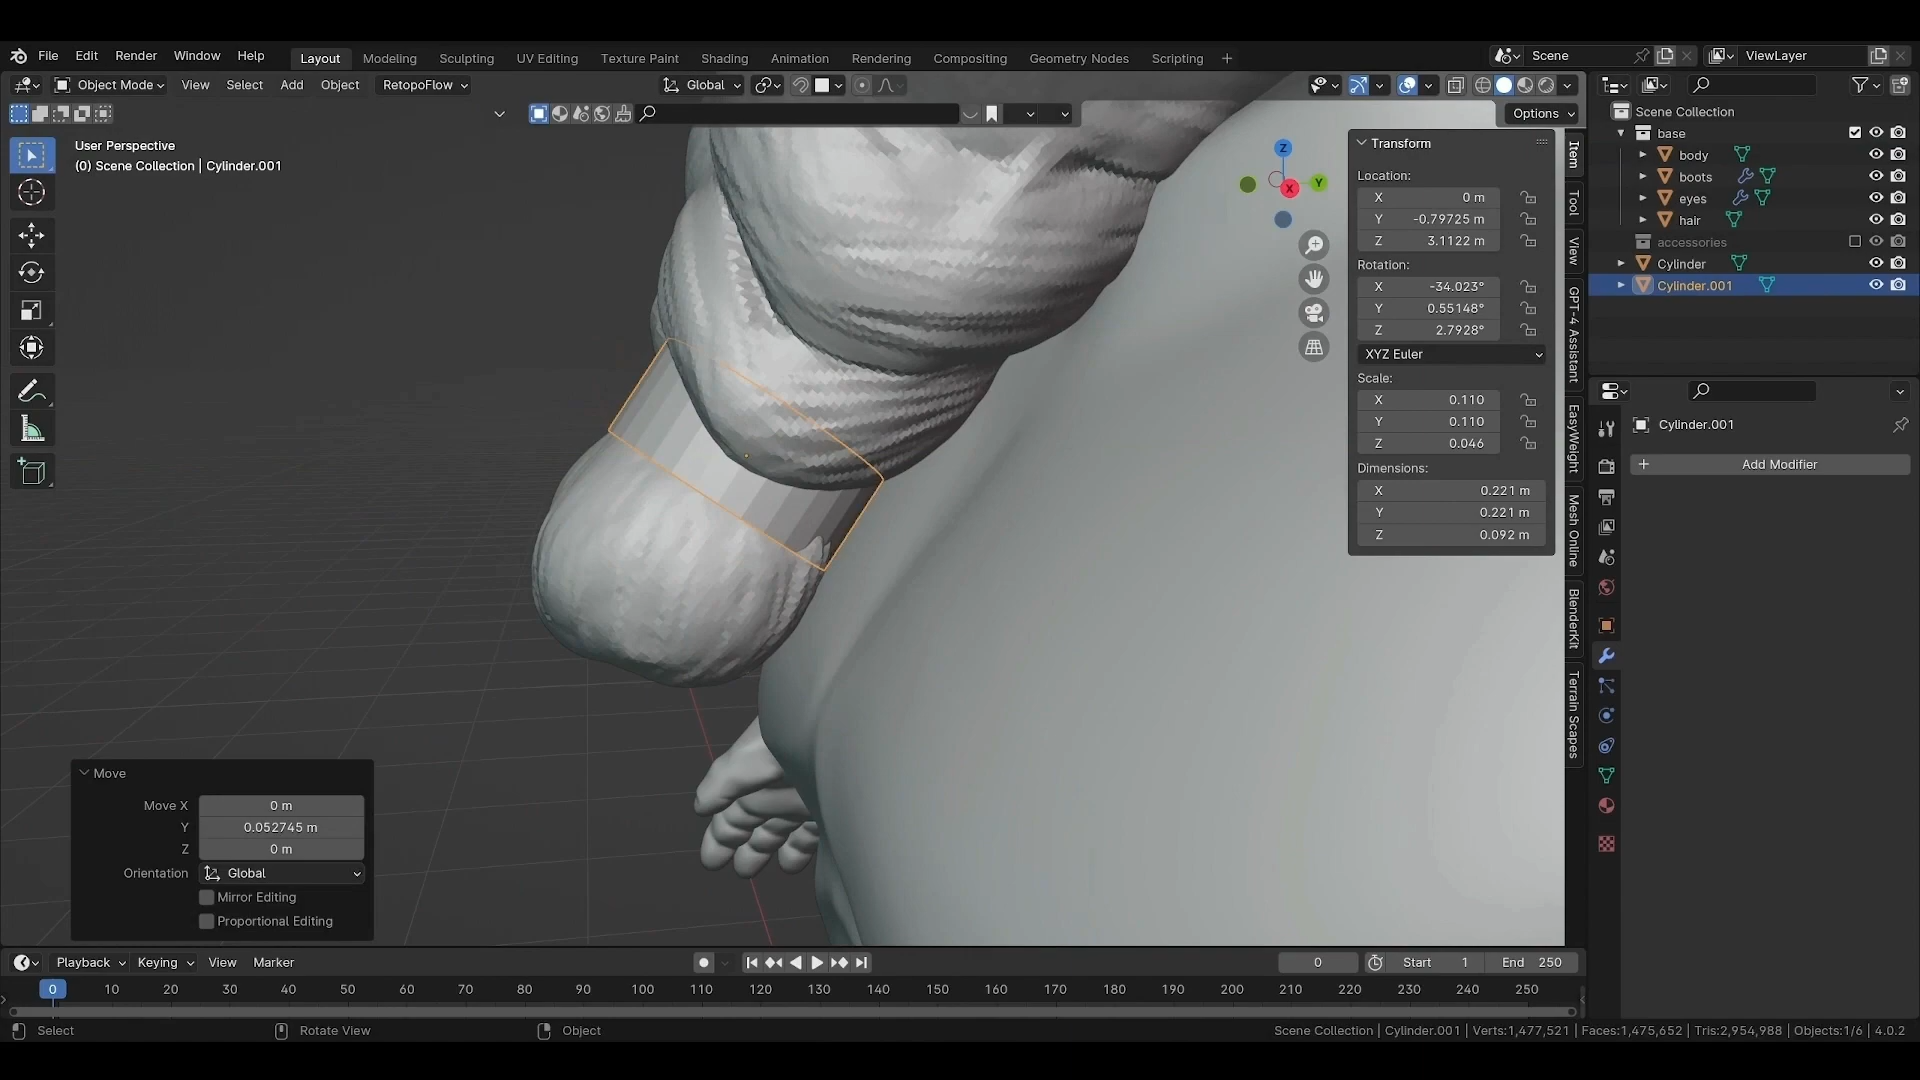 File Edit Render Window Help Layout Modeling Sculpting UV Editing Texture Paint Shading Animation Rendering Compositing Geometry Nodes Scripting + Scene ViewLayer
Object Mode View Select Add Object RetopoFlow Global
Options
User Perspective
(0) Scene Collection | Cylinder.001
Z
Y
X
Transform
Location:
X 0 m
Y -0.79725 m
Z 3.1122 m
Rotation:
X -34.023°
Y 0.55148°
Z 2.7928°
XYZ Euler
Scale:
X 0.110
Y 0.110
Z 0.046
Dimensions:
X 0.221 m
Y 0.221 m
Z 0.092 m
Item
Tool
View
GPT-4 Assistant
EasyWeight
Mesh Online
BlenderKit
Terrain Scapes
Scene Collection
base
body
boots
eyes
hair
accessories
Cylinder
Cylinder.001
Cylinder.001
+ Add Modifier
Move
Move X 0 m
Y 0.052745 m
Z 0 m
Orientation Global
Mirror Editing
Proportional Editing
Playback Keying View Marker 0 Start 1 End 250
0 10 20 30 40 50 60 70 80 90 100 110 120 130 140 150 160 170 180 190 200 210 220 230 240 250
Select Rotate View Object Scene Collection | Cylinder.001 | Verts:1,477,521 | Faces:1,475,652 | Tris:2,954,988 | Objects:1/6 | 4.0.2